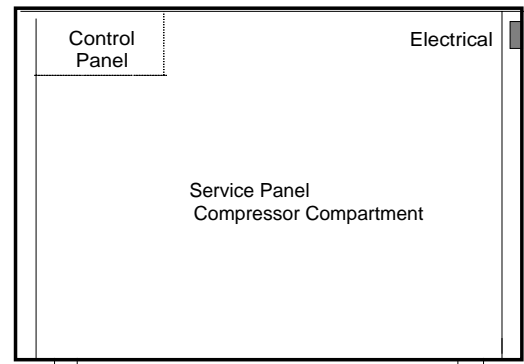 Control
Panel
Electrical
Service Panel
Compressor Compartment